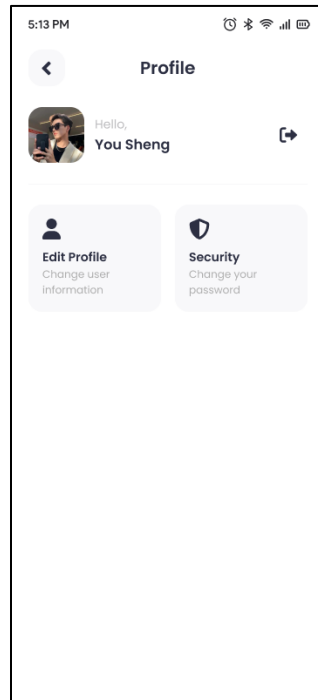 5:13 PM
Profile
Hello,
You Sheng
Edit Profile
Change user
information
Security
Change your
password